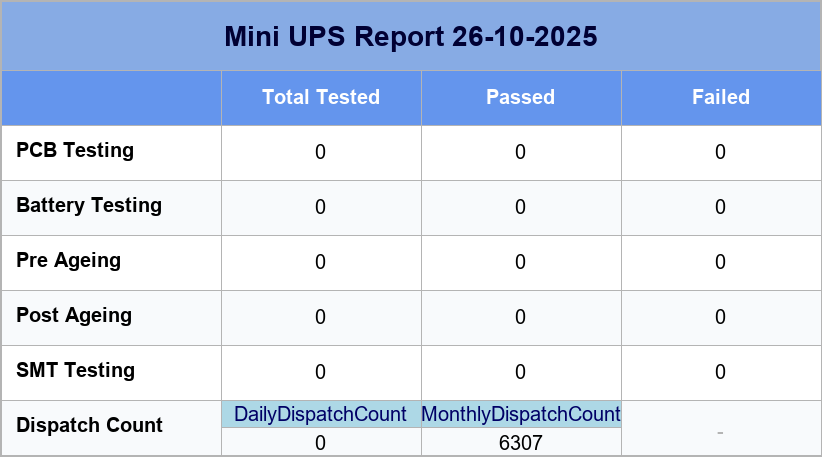 Mini UPS Report 26-10-2025
Total Tested Passed Failed
PCB Testing 0 0 0
Battery Testing 0 0 0
Pre Ageing 0 0 0
Post Ageing 0 0 0
SMT Testing 0 0 0
Dispatch Count DailyDispatchCount MonthlyDispatchCount -
0 6307